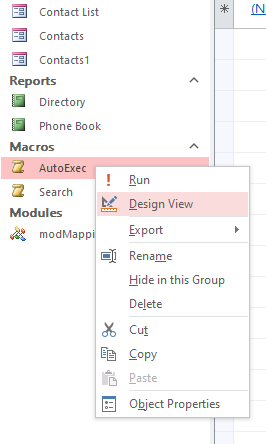 Contact List
Contacts
Contacts1
Reports
Directory
Phone Book
Macros
AutoExec
Search
Modules
modMappi
Run
Design View
Export
Rename
Hide in this Group
Delete
Cut
Copy
Paste
Object Properties
(N